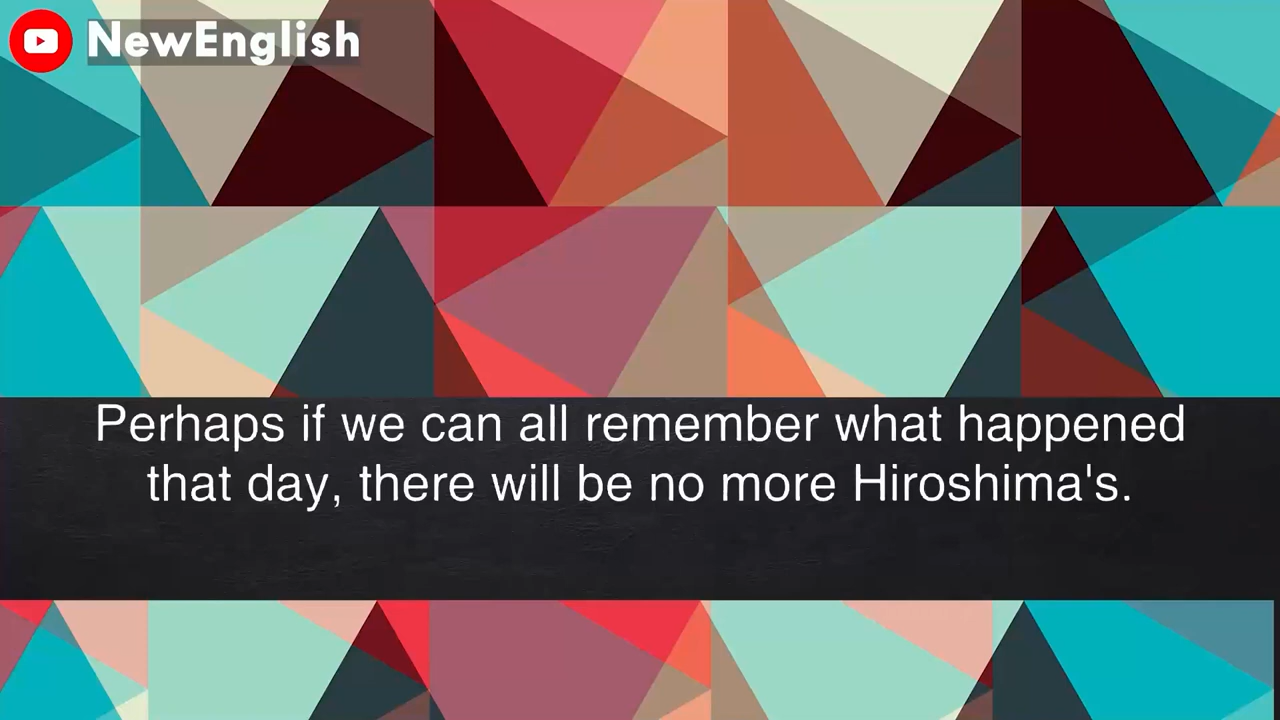 NewEnglish
Perhaps if we can all remember what happened
that day, there will be no more Hiroshima's.